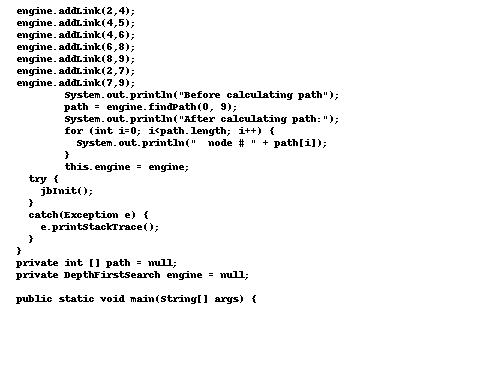 engine.addLink(2,4);
engine.addLink(4,5);
engine.addLink(4,6);
engine.addLink(6,8);
engine.addLink(8,9);
engine.addLink(2,7);
engine.addLink(7,9);
        System.out.println("Before calculating path");
        path = engine.findPath(0, 9);
        System.out.println("After calculating path:");
        for (int i=0; i<path.length; i++) {
          System.out.println("  node # " + path[i]);
        }
        this.engine = engine;
  try {
    jbInit();
  }
  catch(Exception e) {
    e.printStackTrace();
  }
}
private int [] path = null;
private DepthFirstSearch engine = null;

public static void main(String[] args) {